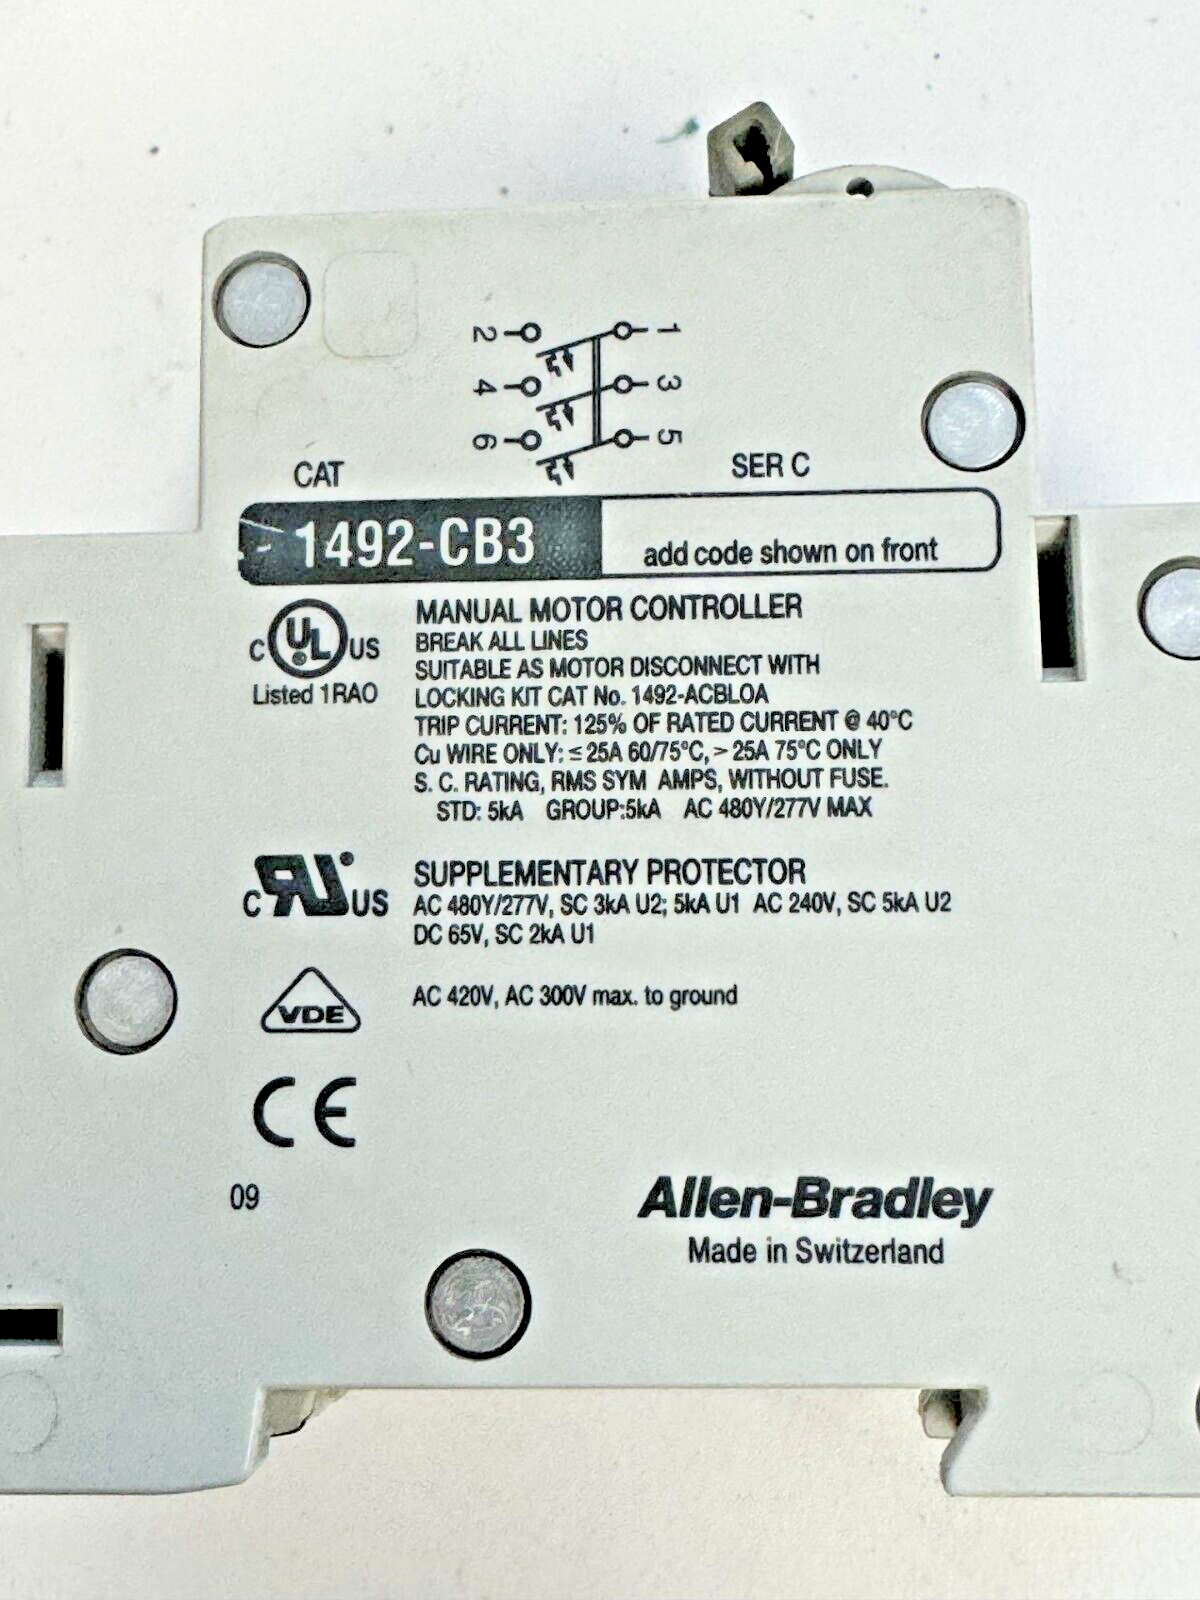 2 1
4 3
6 5
CAT SER C
1492-CB3 add code shown on front
C UL ® US
Listed 1RAO
MANUAL MOTOR CONTROLLER
BREAK ALL LINES
SUITABLE AS MOTOR DISCONNECT WITH
LOCKING KIT CAT No. 1492-ACBLOA
TRIP CURRENT: 125% OF RATED CURRENT @ 40°C
Cu WIRE ONLY: ≤ 25A 60/75°C, > 25A 75°C ONLY
S. C. RATING, RMS SYM AMPS, WITHOUT FUSE.
STD: 5kA GROUP:5kA AC 480Y/277V MAX
C RU ® US
SUPPLEMENTARY PROTECTOR
AC 480Y/277V, SC 3kA U2; 5kA U1 AC 240V, SC 5kA U2
DC 65V, SC 2kA U1
VDE
AC 420V, AC 300V max. to ground
CE
09
Allen-Bradley
Made in Switzerland